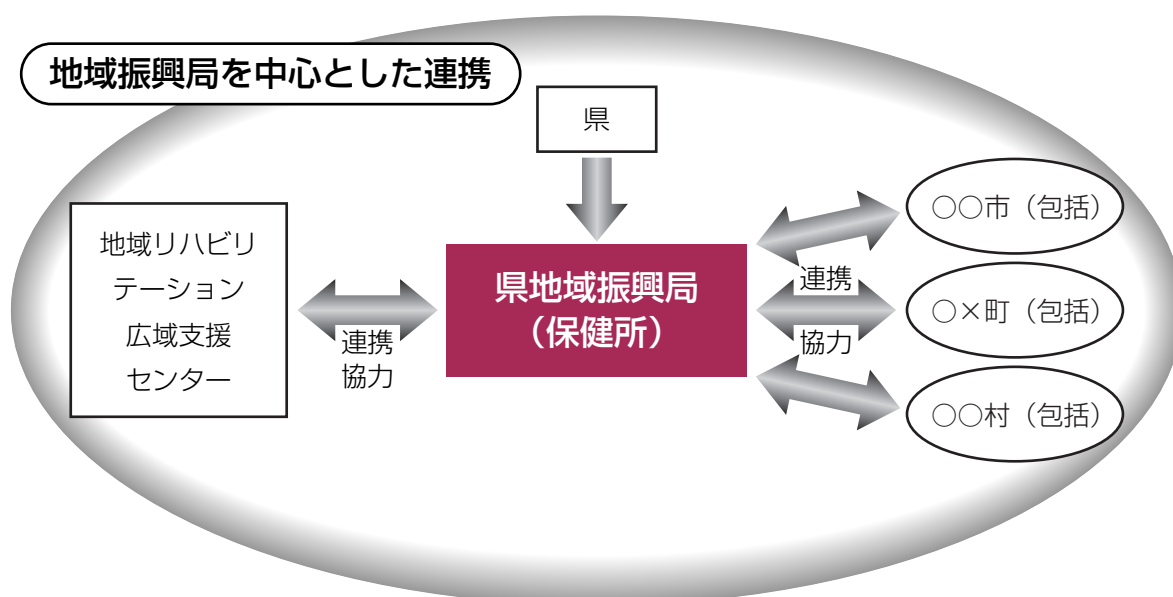 地域振興局を中心とした連携
県
地域リハビリ
テーション
広域支援
センター
連携
協力
県地域振興局
（保健所）
連携
協力
○○市（包括）
○×町（包括）
○○村（包括）